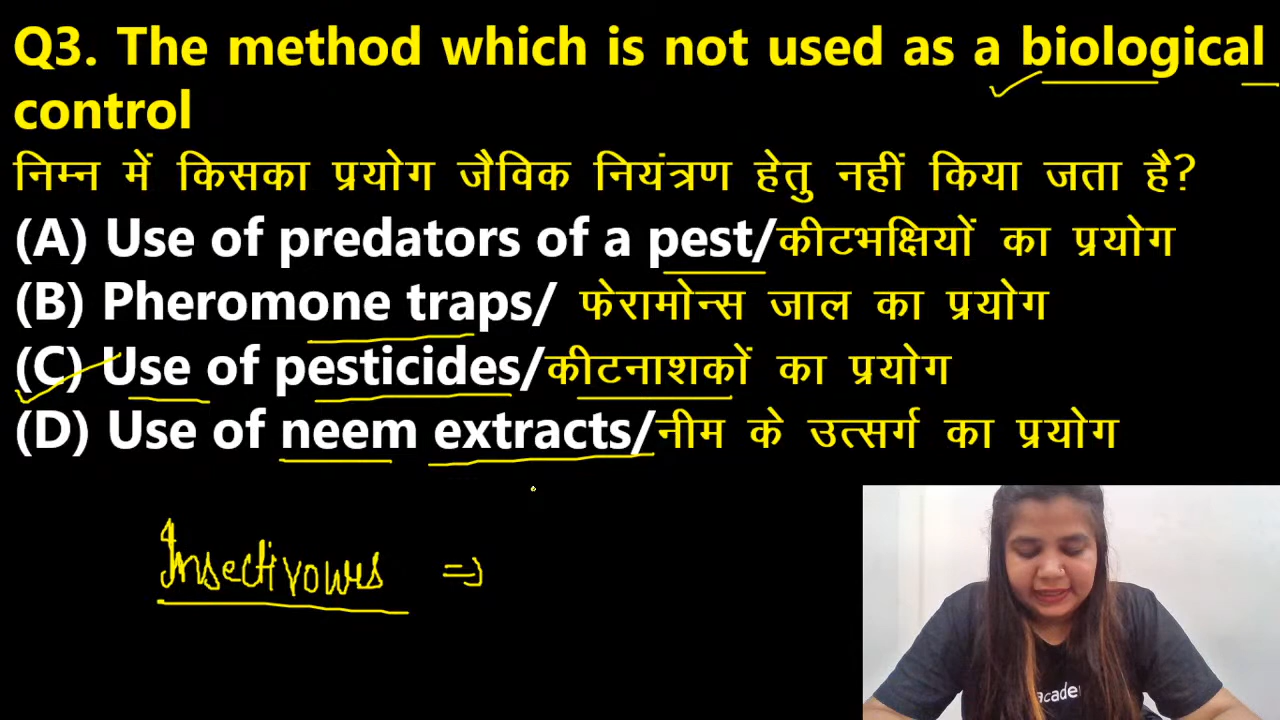 Q3. The method which is not used as a biological
control
निम्न में किसका प्रयोग जैविक नियंत्रण हेतु नहीं किया जता है?
(A) Use of predators of a pest/कीटभक्षियों का प्रयोग
(B) Pheromone traps/ फेरामोन्स जाल का प्रयोग
(C) Use of pesticides/कीटनाशकों का प्रयोग
(D) Use of neem extracts/नीम के उत्सर्ग का प्रयोग
Insectivores =>
acade